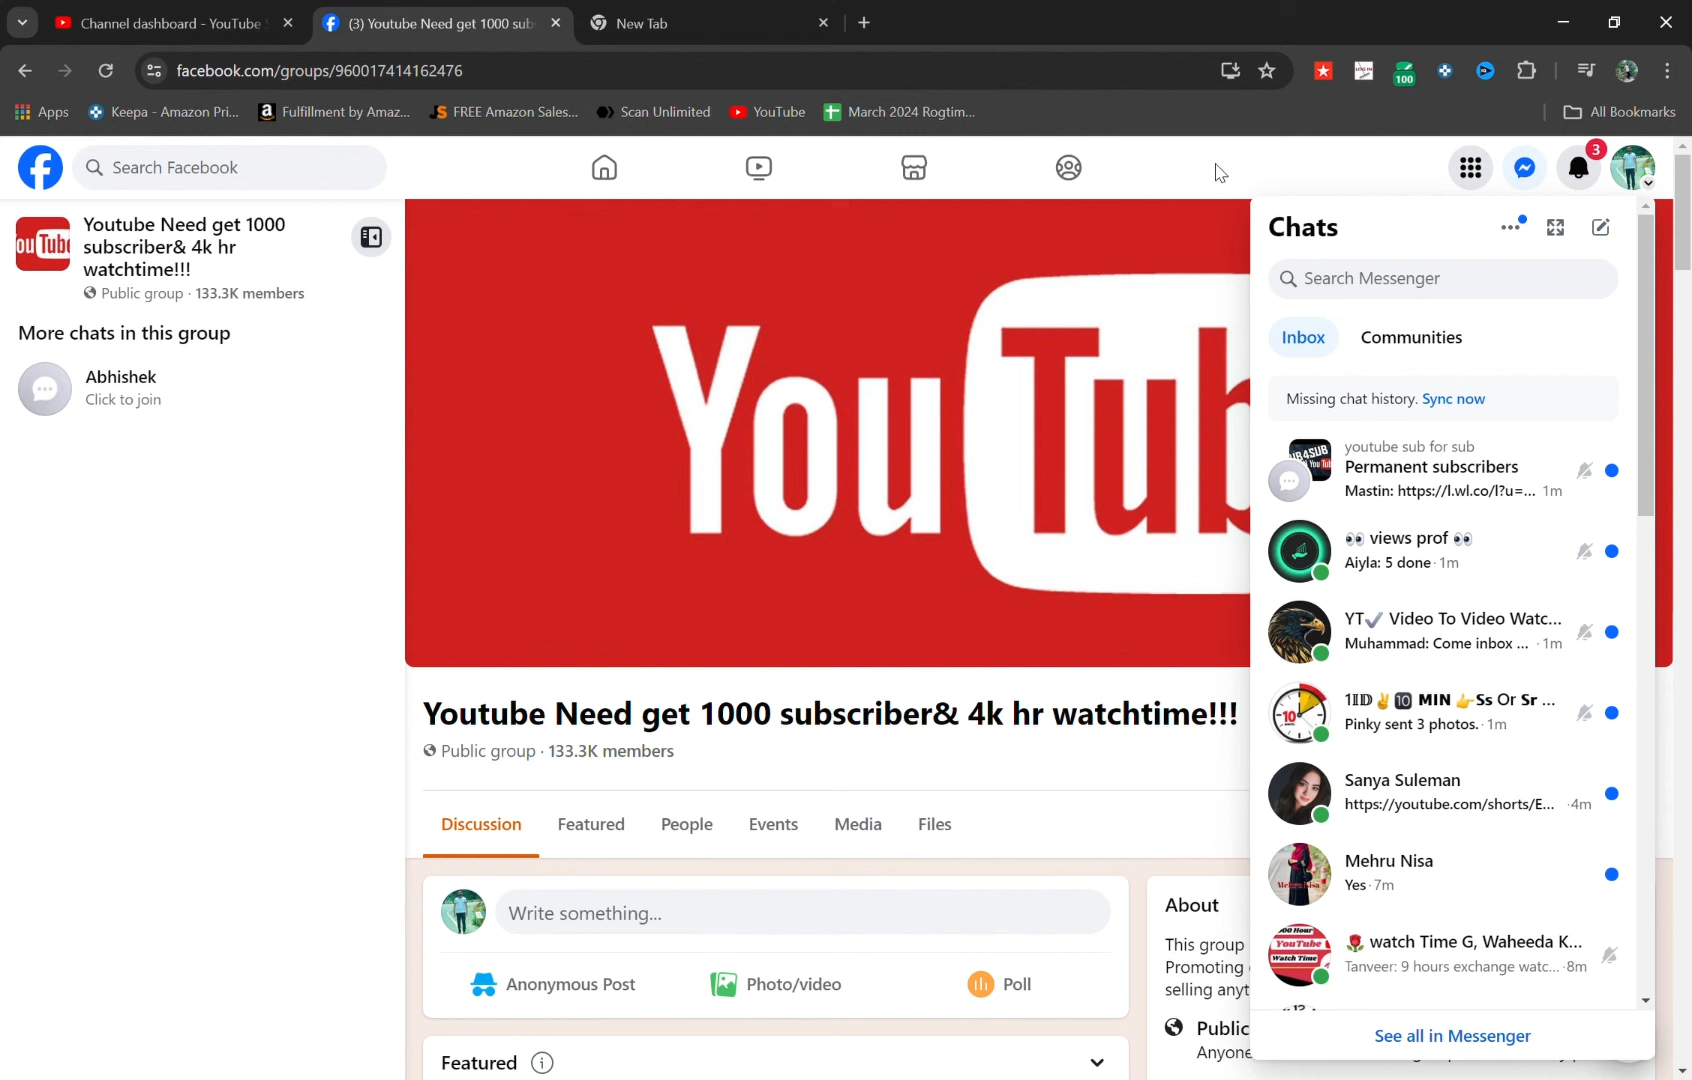 Channel dashboard - YouTube S
(3) Youtube Need get 1000 sub
New Tab
facebook.com/groups/960017414162476
100
Apps
Keepa - Amazon Pri...
Fulfillment by Amaz...
FREE Amazon Sales...
Scan Unlimited
YouTube
March 2024 Rogtim...
All Bookmarks
Search Facebook
3
ouTube
Youtube Need get 1000
subscriber& 4k hr
watchtime!!!
Public group · 133.3K members
More chats in this group
Abhishek
Click to join
YouTub
Youtube Need get 1000 subscriber& 4k hr watchtime!!!
Public group · 133.3K members
Discussion
Featured
People
Events
Media
Files
Write something...
Anonymous Post
Photo/video
Poll
Featured
About
This group
Promoting
selling anyt
Public
Anyone
Chats
Search Messenger
Inbox
Communities
Missing chat history. Sync now
youtube sub for sub
Permanent subscribers
Mastin: https://l.wl.co/l?u=... 1m
👀 views prof 👀
Aiyla: 5 done · 1m
YT✔️ Video To Video Watc...
Muhammad: Come inbox ... · 1m
1𝕀𝔻✌️🔟 𝗠𝗜𝗡 👉𝗦𝘀 Or 𝗦𝗿 ...
Pinky sent 3 photos. · 1m
Sanya Suleman
https://youtube.com/shorts/E... · 4m
Mehru Nisa
Yes · 7m
🌹 watch Time G, Waheeda K...
Tanveer: 9 hours exchange watc... · 8m
See all in Messenger